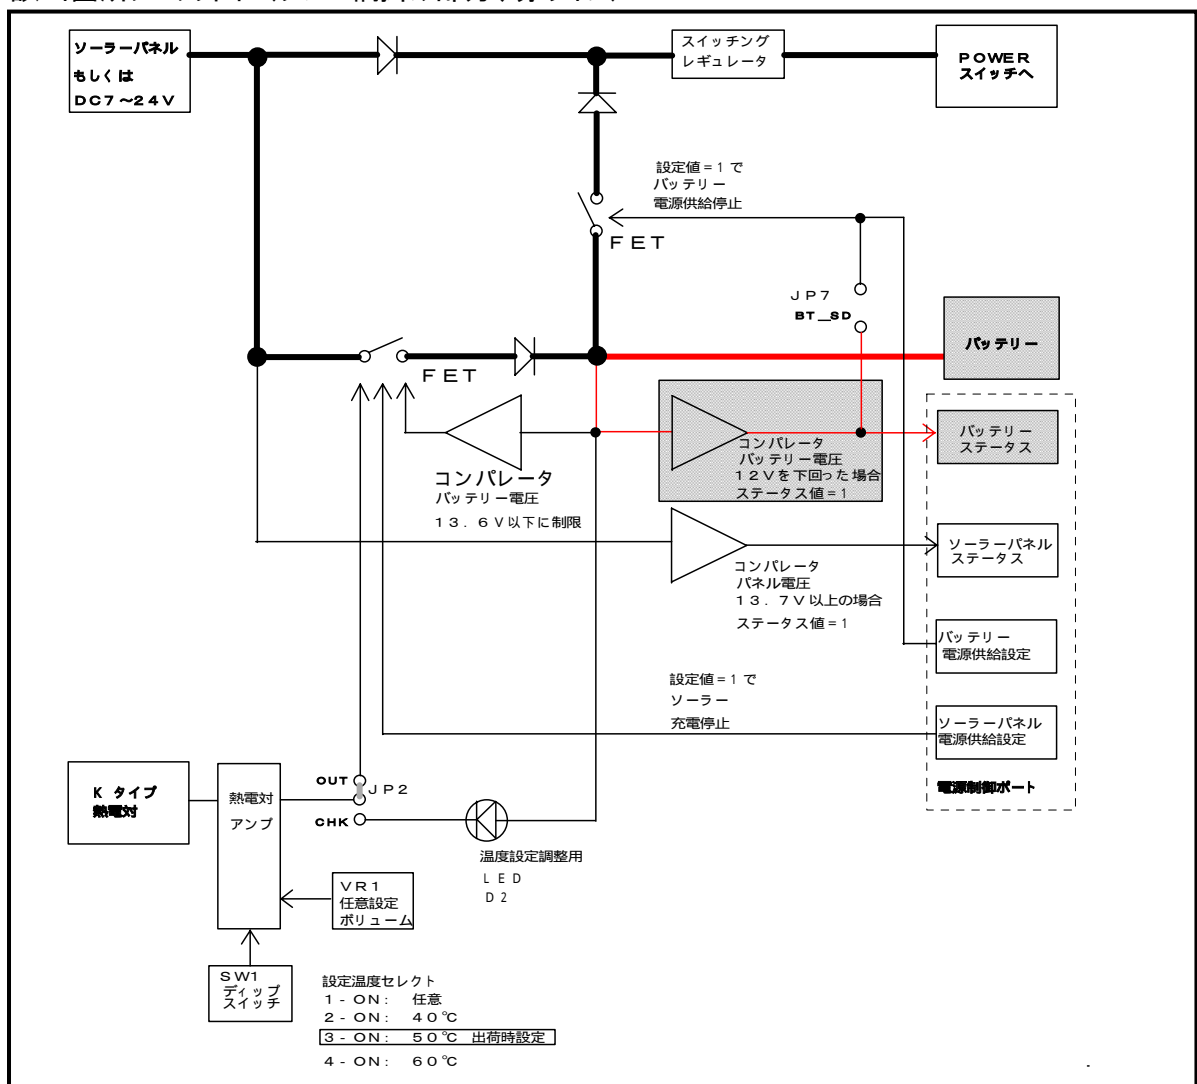 ソーラーパネル
もしくは
DC7～24V
スイッチング
レギュレータ
POWER
スイッチへ
設定値=1で
バッテリー
電源供給停止
FET
JP7
BT_SD
バッテリー
FET
コンパレータ
バッテリー電圧
13.6V以下に制限
コンパレータ
バッテリー電圧
12Vを下回った場合
ステータス値=1
バッテリー
ステータス
コンパレータ
パネル電圧
13.7V以上の場合
ステータス値=1
ソーラーパネル
ステータス
バッテリー
電源供給設定
設定値=1で
ソーラー
充電停止
ソーラーパネル
電源供給設定
電源制御ポート
K タイプ
熱電対
熱電対
アンプ
OUT
JP2
CHK
温度設定調整用
LED
D2
VR1
任意設定
ボリューム
SW1
ディップ
スイッチ
設定温度セレクト
1-ON: 任意
2-ON: 40℃
3-ON: 50℃ 出荷時設定
4-ON: 60℃